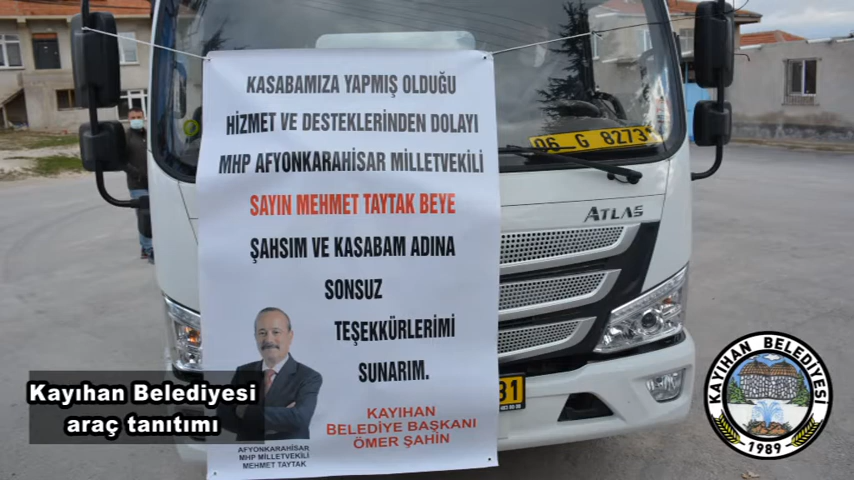 KASABAMIZA YAPMIŞ OLDUĞU
HİZMET VE DESTEKLERİNDEN DOLAYI
MHP AFYONKARAHİSAR MİLLETVEKİLİ
SAYIN MEHMET TAYTAK BEYE
ŞAHSIM VE KASABAM ADINA
SONSUZ
TEŞEKKÜRLERİMİ
SUNARIM.
KAYIHAN
BELEDİYE BAŞKANI
ÖMER ŞAHİN
AFYONKARAHİSAR
MHP MİLLETVEKİLİ
MEHMET TAYTAK
06 G 8273
ATLAS
Kayıhan Belediyesi
araç tanıtımı
KAYIHAN BELEDİYESİ
1989